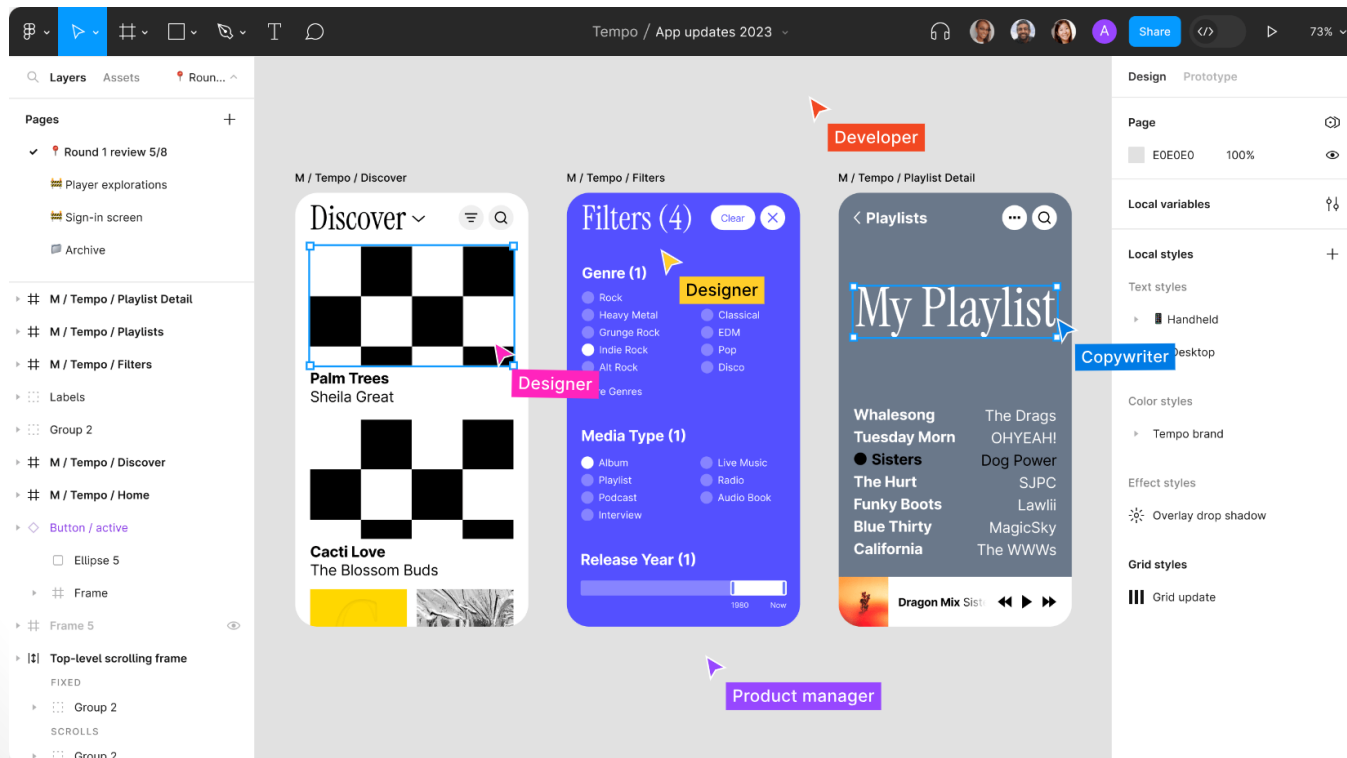 Tempo / App updates 2023
A
Share
</>
73%
Layers
Assets
Roun...
Pages
Round 1 review 5/8
Player explorations
Sign-in screen
Archive
M / Tempo / Playlist Detail
M / Tempo / Playlists
M / Tempo / Filters
Labels
Group 2
M / Tempo / Discover
M / Tempo / Home
Button / active
Ellipse 5
Frame
Frame 5
Top-level scrolling frame
FIXED
Group 2
SCROLLS
Group 2
Developer
M / Tempo / Discover
Discover
Palm Trees
Sheila Great
Cacti Love
The Blossom Buds
Designer
M / Tempo / Filters
Filters (4)
Clear
Designer
Genre (1)
Rock
Heavy Metal
Classical
Grunge Rock
EDM
Indie Rock
Pop
Alt Rock
Disco
Genres
Media Type (1)
Album
Live Music
Playlist
Radio
Podcast
Audio Book
Interview
Release Year (1)
1980
Now
Product manager
M / Tempo / Playlist Detail
Playlists
My Playlist
Copywriter
Whalesong The Drags
Tuesday Morn OHYEAH!
Sisters Dog Power
The Hurt SJPC
Funky Boots Lawlii
Blue Thirty MagicSky
California The WWWs
Dragon Mix
Design
Prototype
Page
E0E0E0
100%
Local variables
Local styles
Text styles
Handheld
Desktop
Color styles
Tempo brand
Effect styles
Overlay drop shadow
Grid styles
Grid update